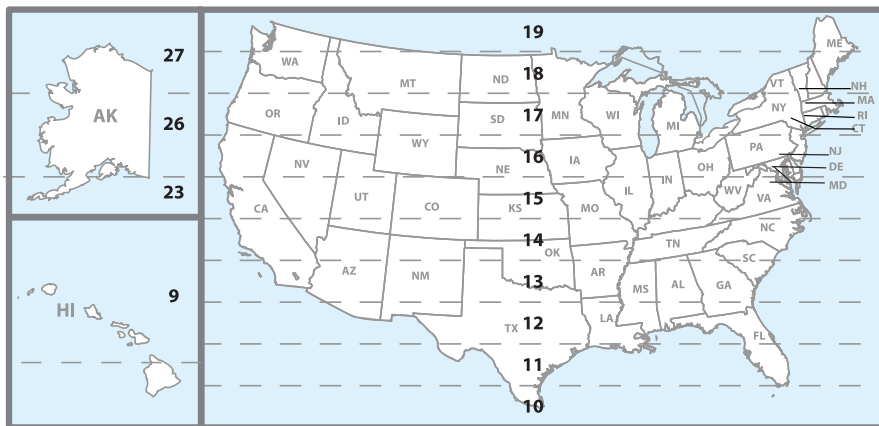 19
27
ME
WA
18
MT
ND
VT
NH
AK
MN
MA
OR
ID
17
WI
NY
RI
26
SD
MI
CT
WY
16
PA
NJ
NV
NE
IA
OH
DE
23
UT
IL
IN
MD
CA
CO
15
KS
MO
WV
VA
14
NC
TN
OK
SC
AZ
NM
13
AR
9
MS
AL
GA
HI
12
LA
TX
FL
11
10